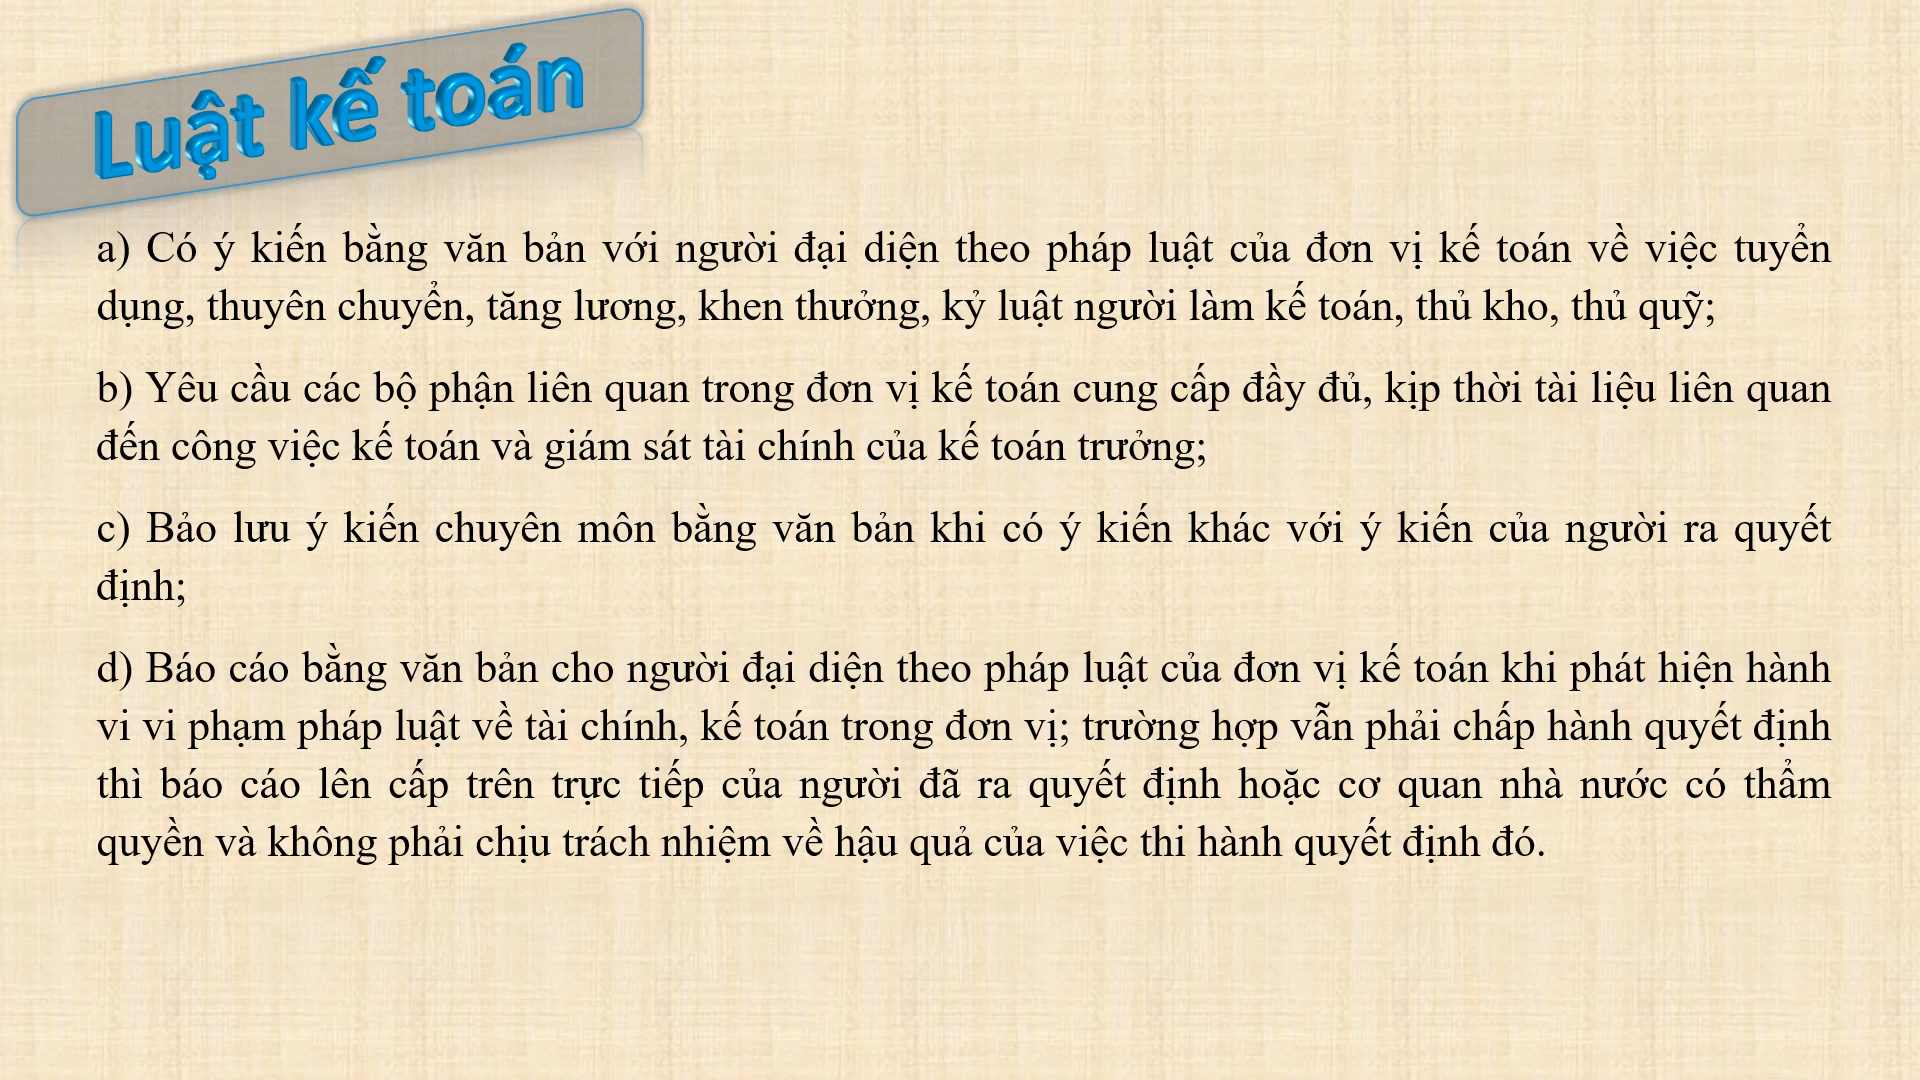 Luật kế toán
a) Có ý kiến bằng văn bản với người đại diện theo pháp luật của đơn vị kế toán về việc tuyển
dụng, thuyên chuyển, tăng lương, khen thưởng, kỷ luật người làm kế toán, thủ kho, thủ quỹ;
b) Yêu cầu các bộ phận liên quan trong đơn vị kế toán cung cấp đầy đủ, kịp thời tài liệu liên quan
đến công việc kế toán và giám sát tài chính của kế toán trưởng;
c) Bảo lưu ý kiến chuyên môn bằng văn bản khi có ý kiến khác với ý kiến của người ra quyết
định;
d) Báo cáo bằng văn bản cho người đại diện theo pháp luật của đơn vị kế toán khi phát hiện hành
vi vi phạm pháp luật về tài chính, kế toán trong đơn vị; trường hợp vẫn phải chấp hành quyết định
thì báo cáo lên cấp trên trực tiếp của người đã ra quyết định hoặc cơ quan nhà nước có thẩm
quyền và không phải chịu trách nhiệm về hậu quả của việc thi hành quyết định đó.